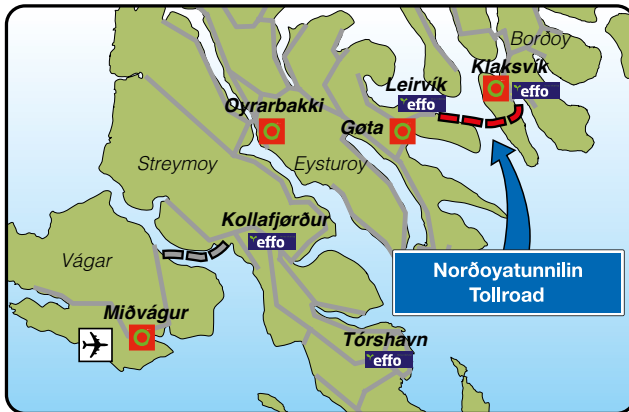 Borðoy
Klaksvík
effo
Leirvík
effo
Oyrarbakki
Gøta
Streymoy
Eysturoy
Kollafjørður
effo
Vágar
Norðoyatunnilin
Tollroad
Miðvágur
Tórshavn
effo